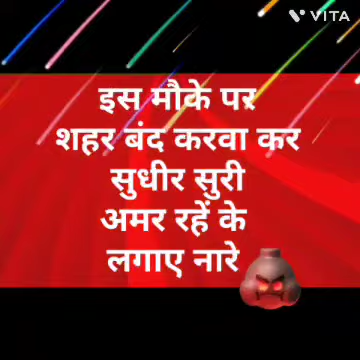 VITA
इस मौके पर
शहर बंद करवा कर
सुधीर सुरी
अमर रहें के
लगाए नारे